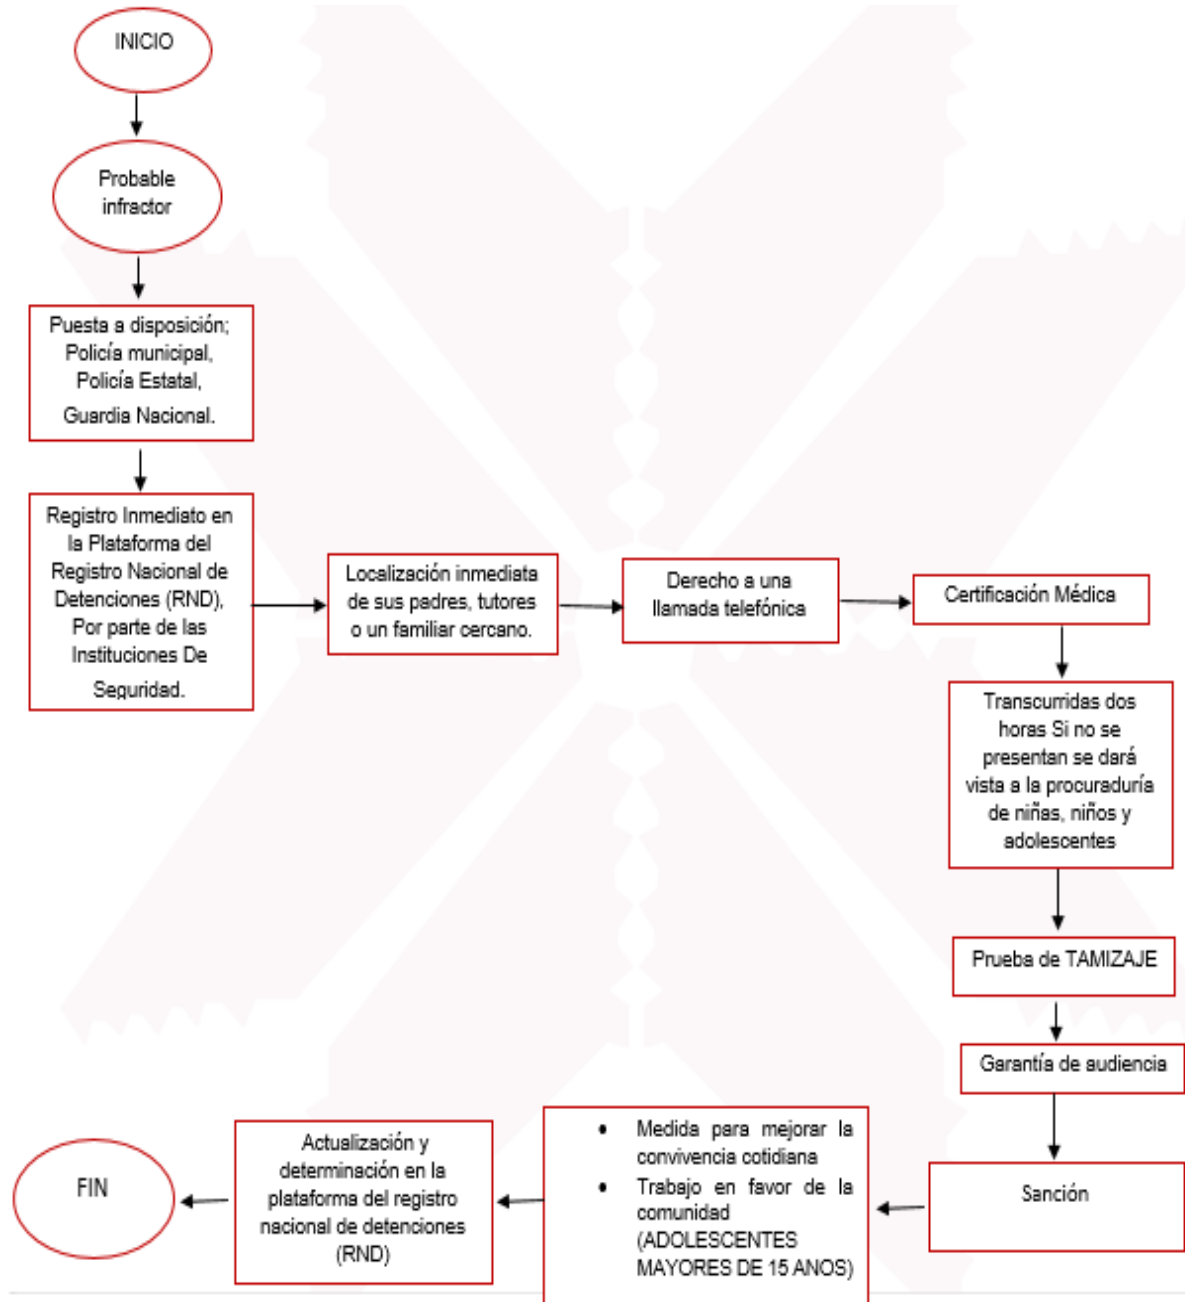 INICIO
Probable
infractor
Puesta a disposición;
Policía municipal,
Policía Estatal,
Guardia Nacional.
Registro Inmediato en
la Plataforma del
Registro Nacional de
Detenciones (RND),
Por parte de las
Instituciones De
Seguridad.
Localización inmediata
de sus padres, tutores
o un familiar cercano.
Derecho a una
llamada telefónica
Certificación Médica
Transcurridas dos
horas Si no se
presentan se dará
vista a la procuraduría
de niñas, niños y
adolescentes
Prueba de TAMIZAJE
Garantía de audiencia
Sanción
• Medida para mejorar la
convivencia cotidiana
• Trabajo en favor de la
comunidad
(ADOLESCENTES
MAYORES DE 15 ANOS)
Actualización y
determinación en la
plataforma del registro
nacional de detenciones
(RND)
FIN